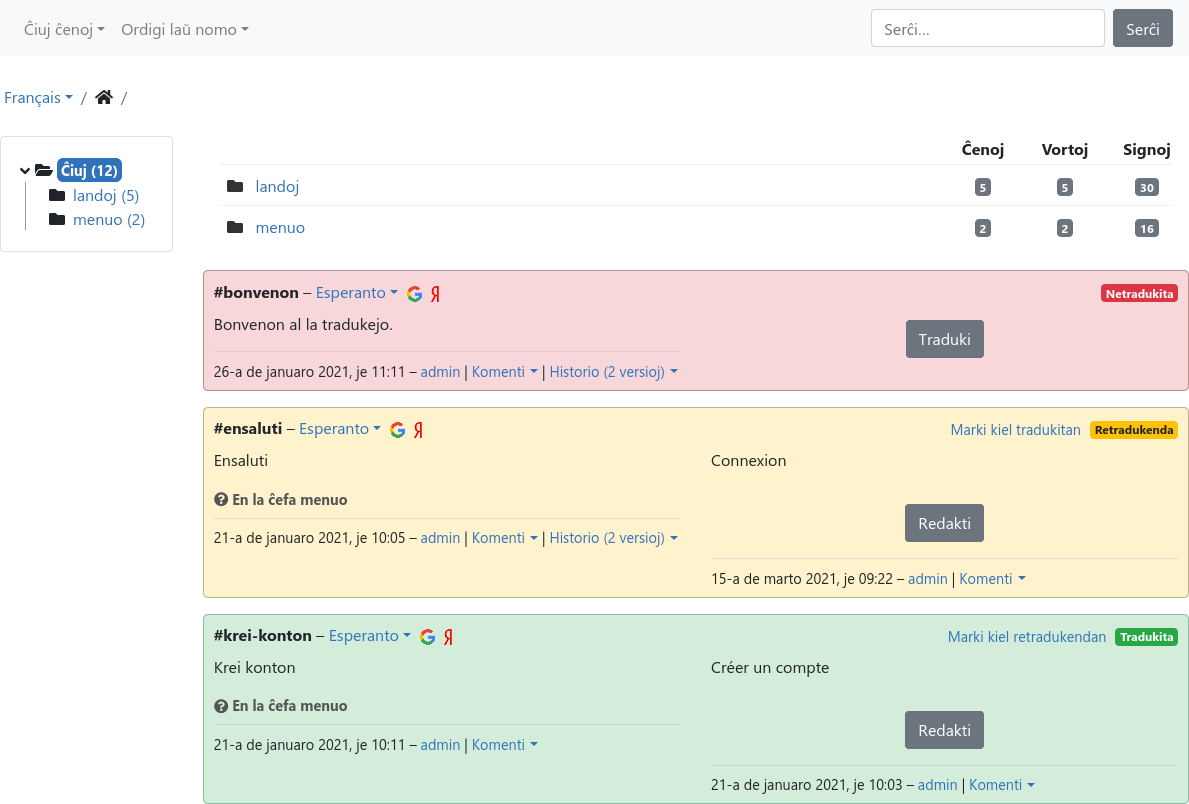 Ĉiuj ĉenoj Ordigi laŭ nomo Serĉi... Serĉi
Français / /
Ĉiuj (12)
landoj (5)
menuo (2)
Ĉenoj Vortoj Signoj
landoj 5 5 30
menuo 2 2 16
#bonvenon – Esperanto Netradukita
Bonvenon al la tradukejo.
Traduki
26-a de januaro 2021, je 11:11 – admin | Komenti | Historio (2 versioj)
#ensaluti – Esperanto Marki kiel tradukitan Retradukenda
Ensaluti Connexion
En la ĉefa menuo
Redakti
21-a de januaro 2021, je 10:05 – admin | Komenti | Historio (2 versioj)
15-a de marto 2021, je 09:22 – admin | Komenti
#krei-konton – Esperanto Marki kiel retradukendan Tradukita
Krei konton Créer un compte
En la ĉefa menuo
Redakti
21-a de januaro 2021, je 10:11 – admin | Komenti
21-a de januaro 2021, je 10:03 – admin | Komenti